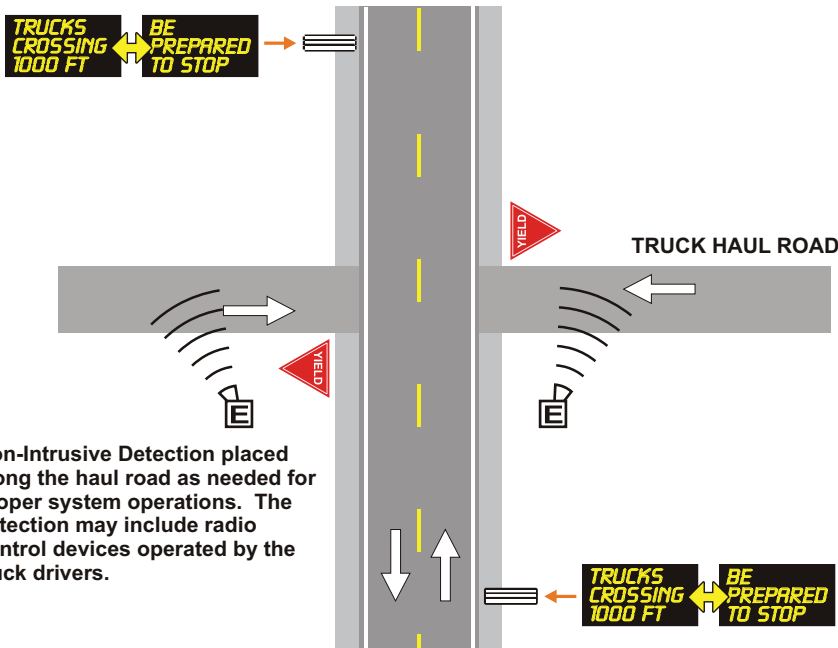 TRUCKS
CROSSING
1000 FT
BE
PREPARED
TO STOP
YIELD
TRUCK HAUL ROAD
YIELD
E
E
on-Intrusive Detection placed
ong the haul road as needed for
oper system operations. The
tection may include radio
ntrol devices operated by the
uck drivers.
TRUCKS
CROSSING
1000 FT
BE
PREPARED
TO STOP